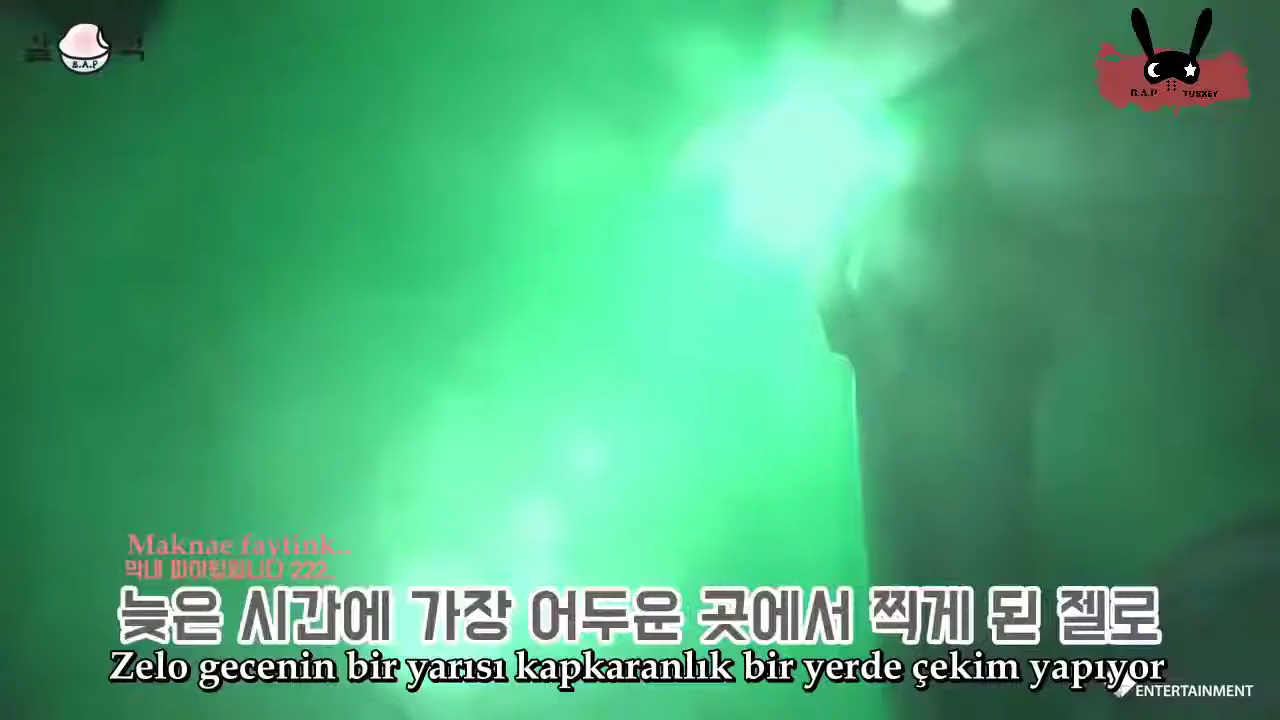 B.A.P
B.A.P TURKEY
Maknae faytink..
막내 파이팅입니다 222..
늦은 시간에 가장 어두운 곳에서 찍게 된 젤로
Zelo gecenin bir yarısı kapkaranlık bir yerde çekim yapıyor
ENTERTAINMENT